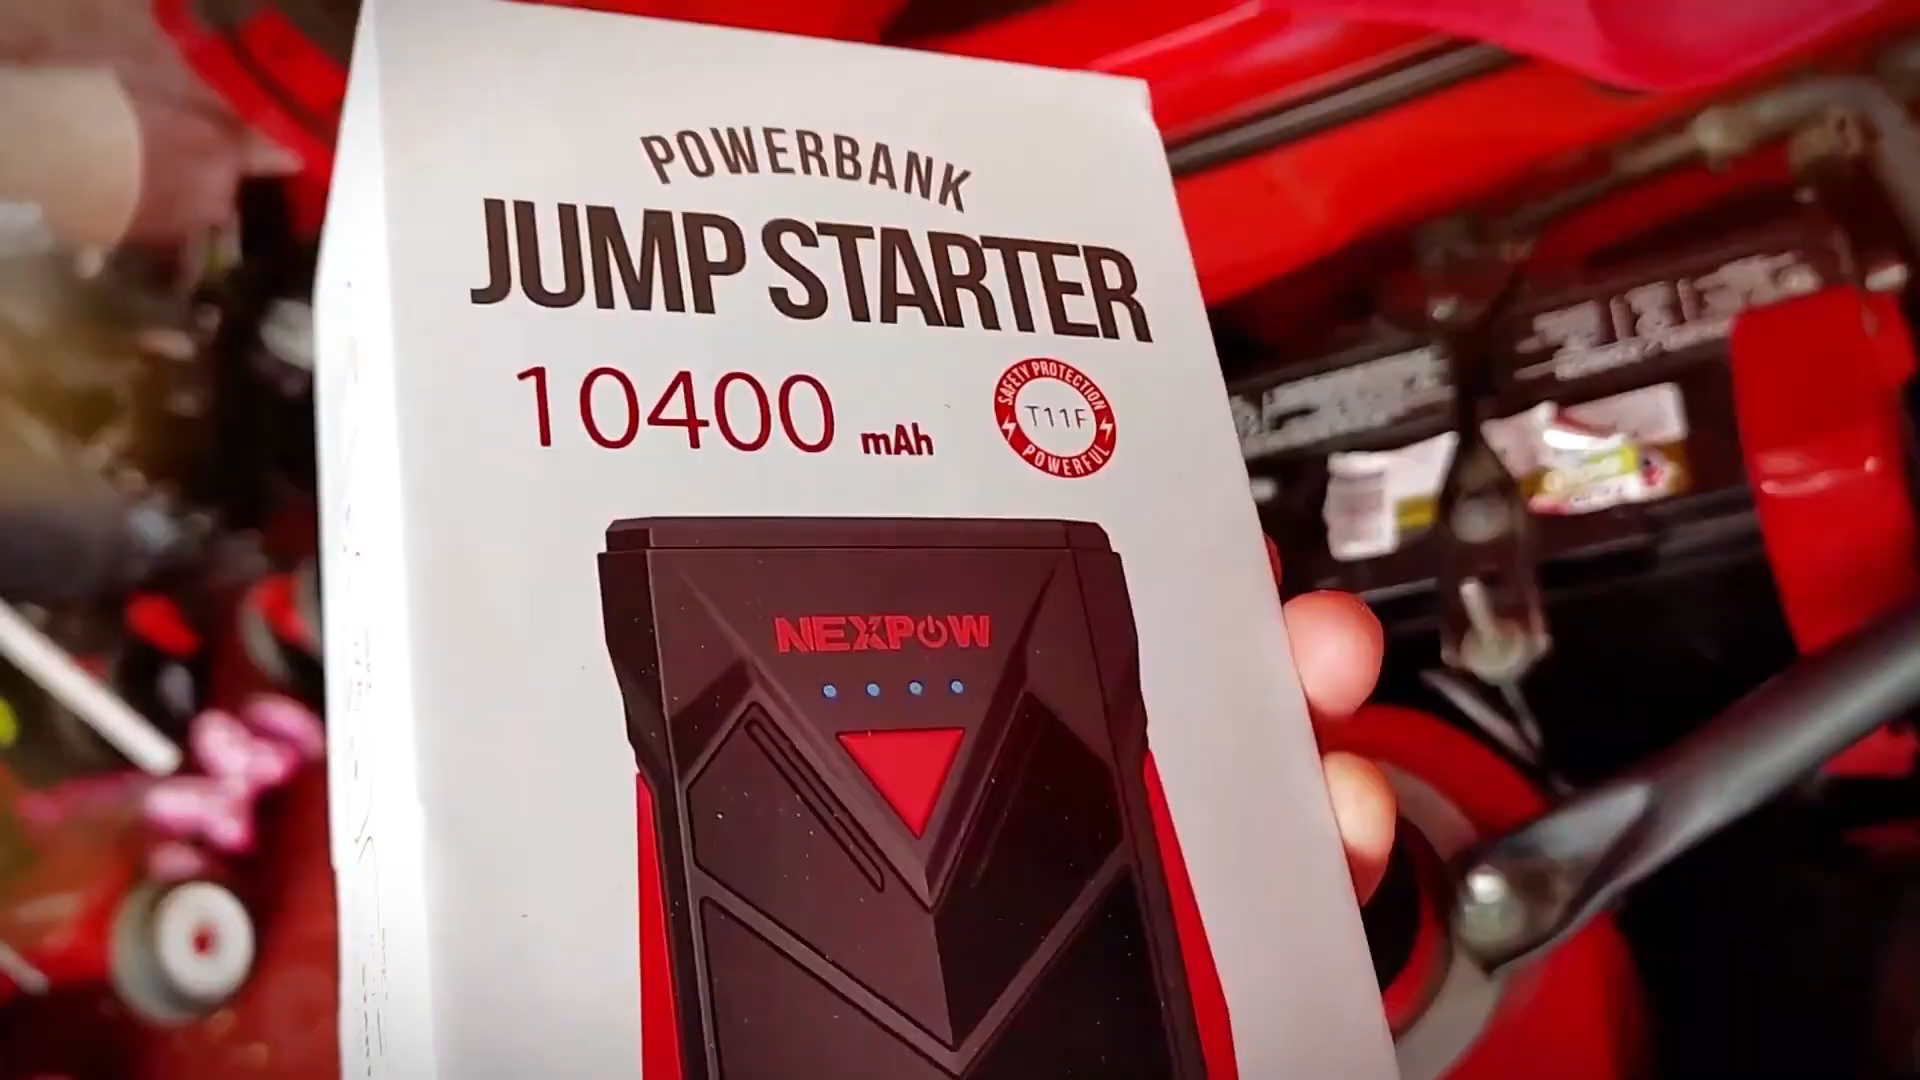 POWERBANK
JUMP STARTER
10400 mAh
SAFETY PROTECTION
T11F
POWERFUL
NEXPOW